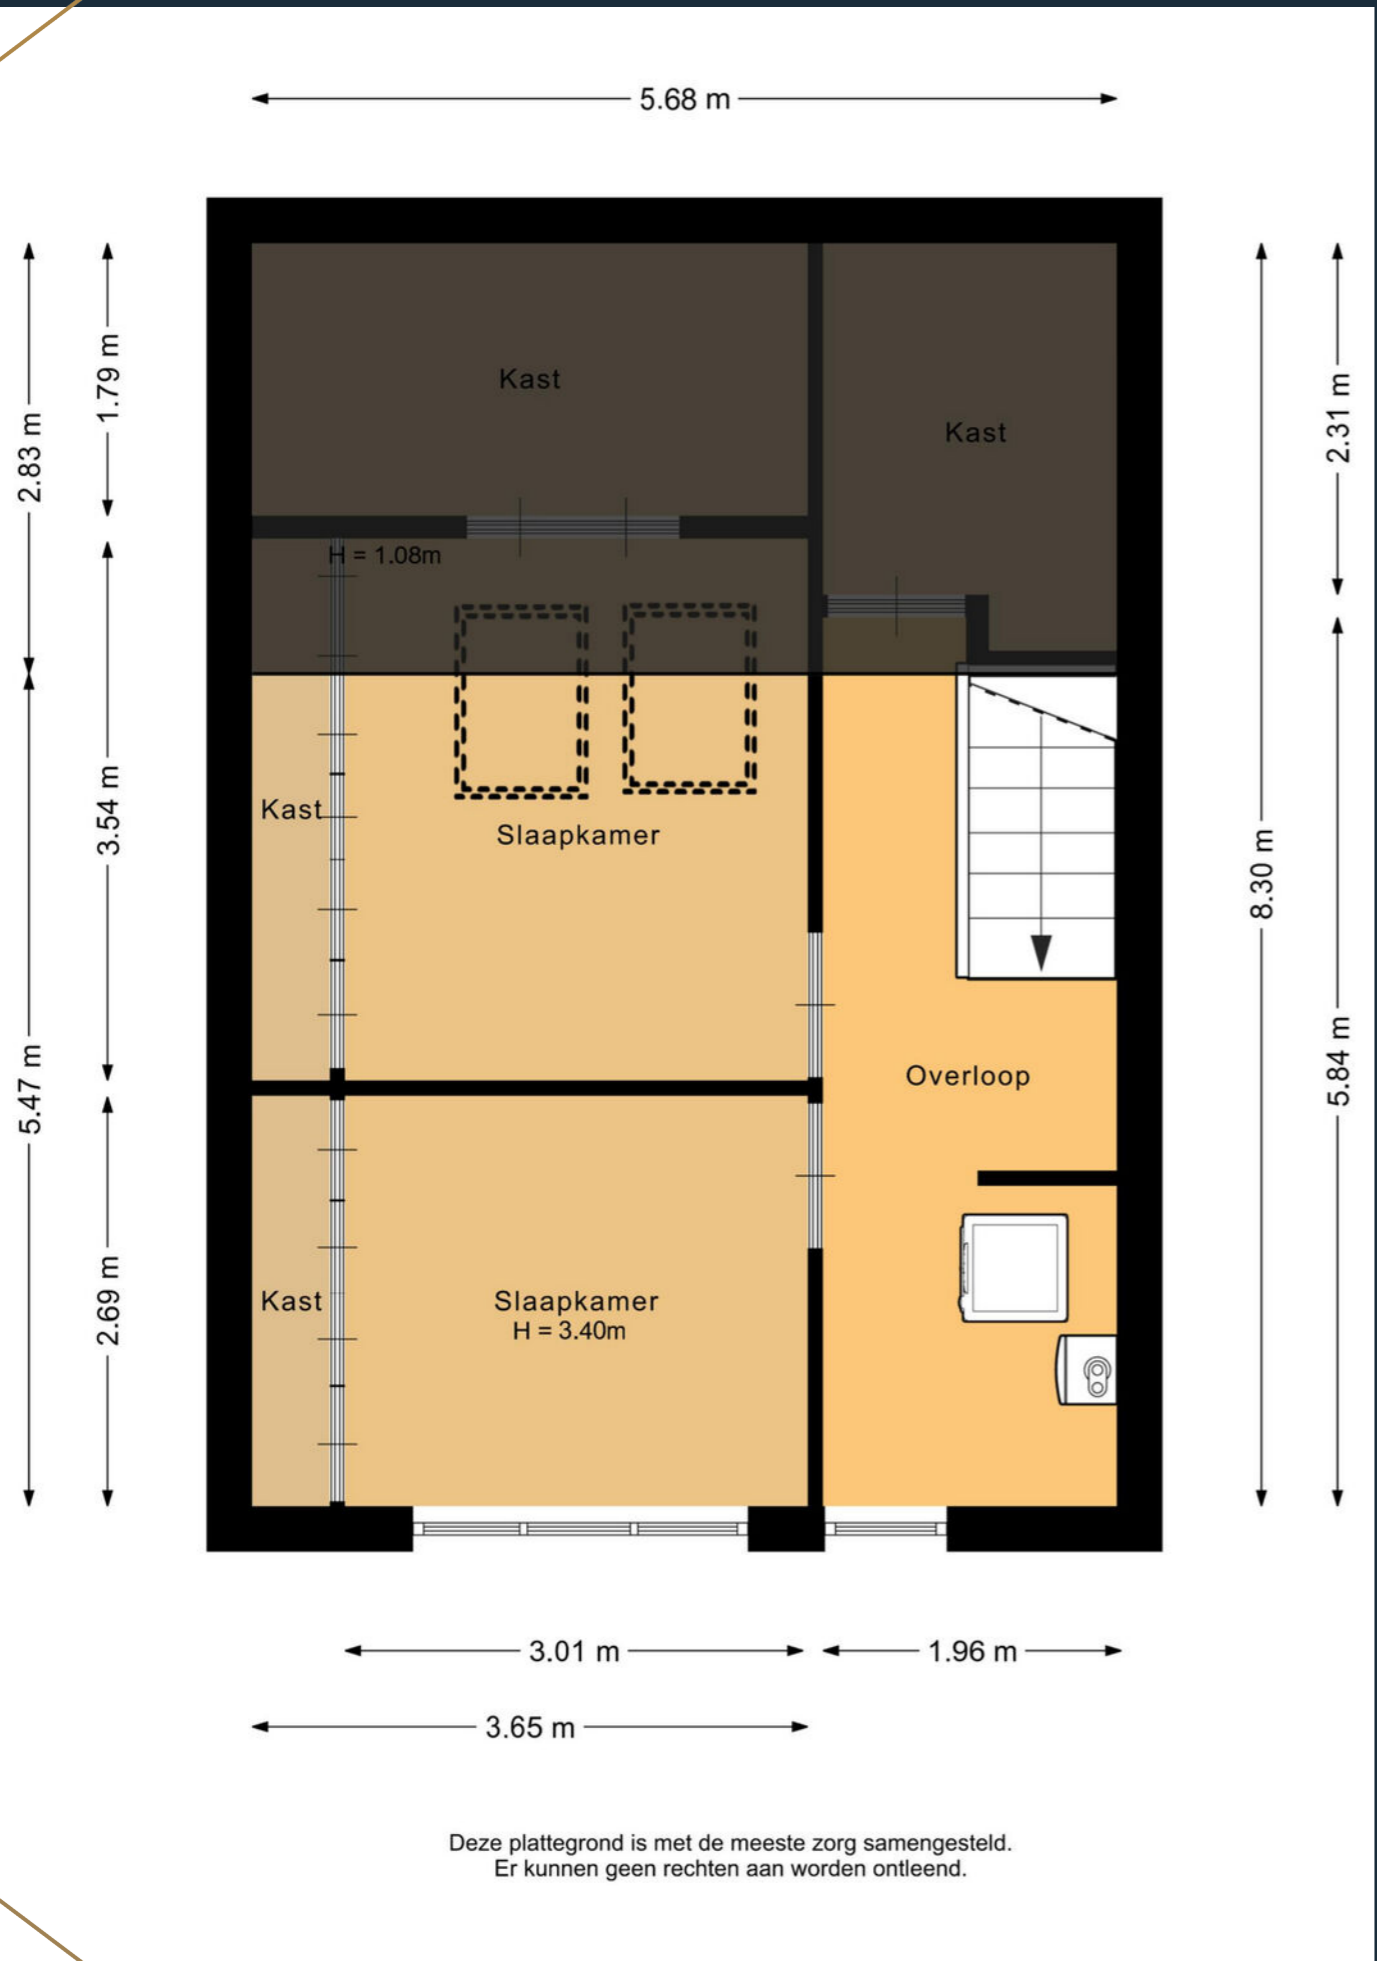 5.68 m
Kast
Kast
1.79 m
2.83 m
2.31 m
H = 1.08m
Kast
Slaapkamer
3.54 m
8.30 m
5.47 m
Overloop
5.84 m
Kast
Slaapkamer
H = 3.40m
2.69 m
3.01 m
1.96 m
3.65 m
Deze plattegrond is met de meeste zorg samengesteld.
Er kunnen geen rechten aan worden ontleend.